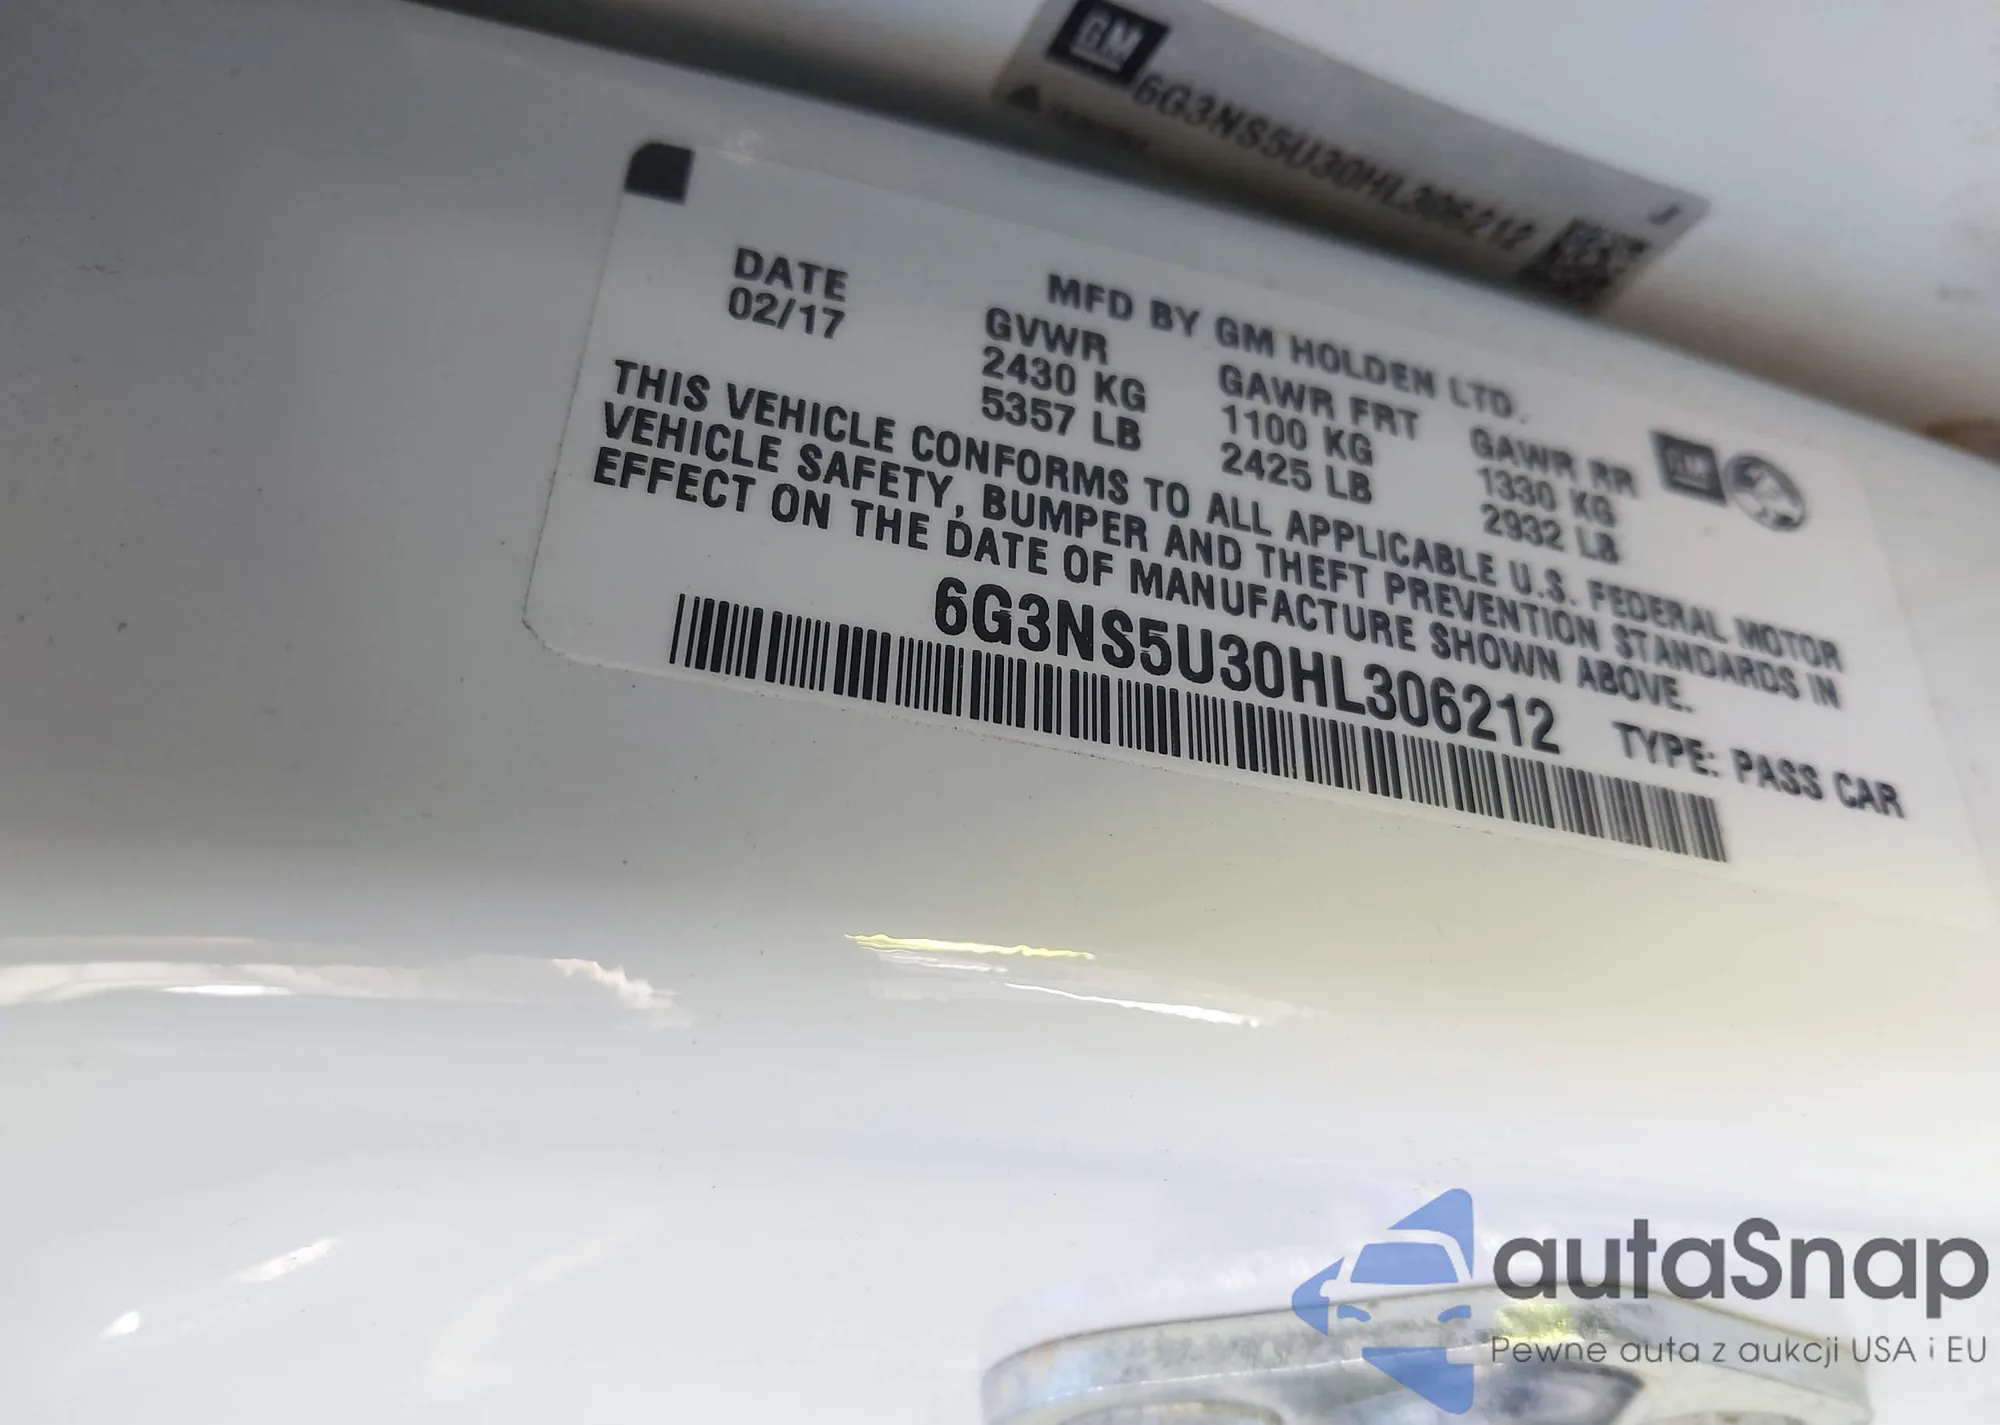 GM
6G3NS5U30HL306212
DATE
02/17
MFD BY GM HOLDEN LTD.
GVWR
2430 KG
5357 LB
GAWR FRT
1100 KG
2425 LB
GAWR RR
1330 KG
2932 LB
GM
THIS VEHICLE CONFORMS TO ALL APPLICABLE U.S. FEDERAL MOTOR
VEHICLE SAFETY, BUMPER AND THEFT PREVENTION STANDARDS IN
EFFECT ON THE DATE OF MANUFACTURE SHOWN ABOVE.
6G3NS5U30HL306212
TYPE: PASS CAR
autaSnap
Pewne auta z aukcji USA i EU